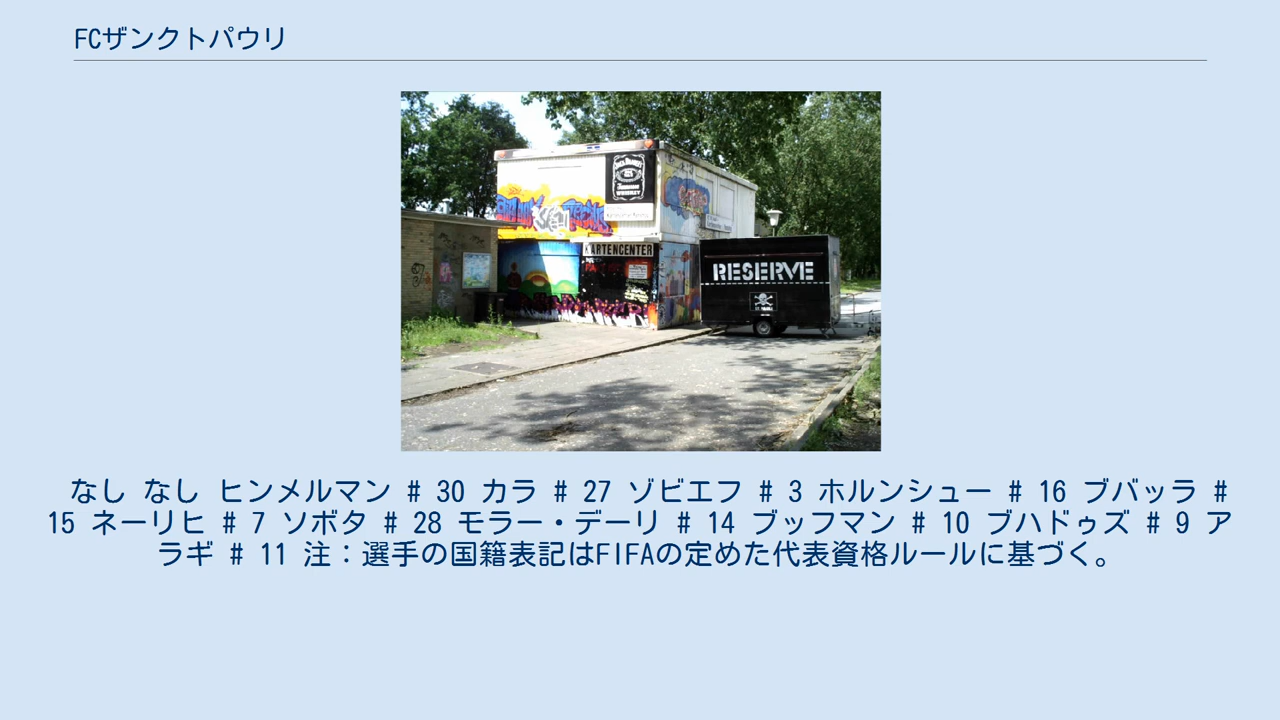 FCザンクトパウリ
JACK DANIEL'S
KARTENCENTER
RESERVE
なし なし ヒンメルマン # 30 カラ # 27 ゾビエフ # 3 ホルンシュー # 16 ブバッラ #
15 ネーリヒ # 7 ソボタ # 28 モラー・デーリ # 14 ブッフマン # 10 ブハドゥズ # 9 ア
ラギ # 11 注：選手の国籍表記はFIFAの定めた代表資格ルールに基づく。